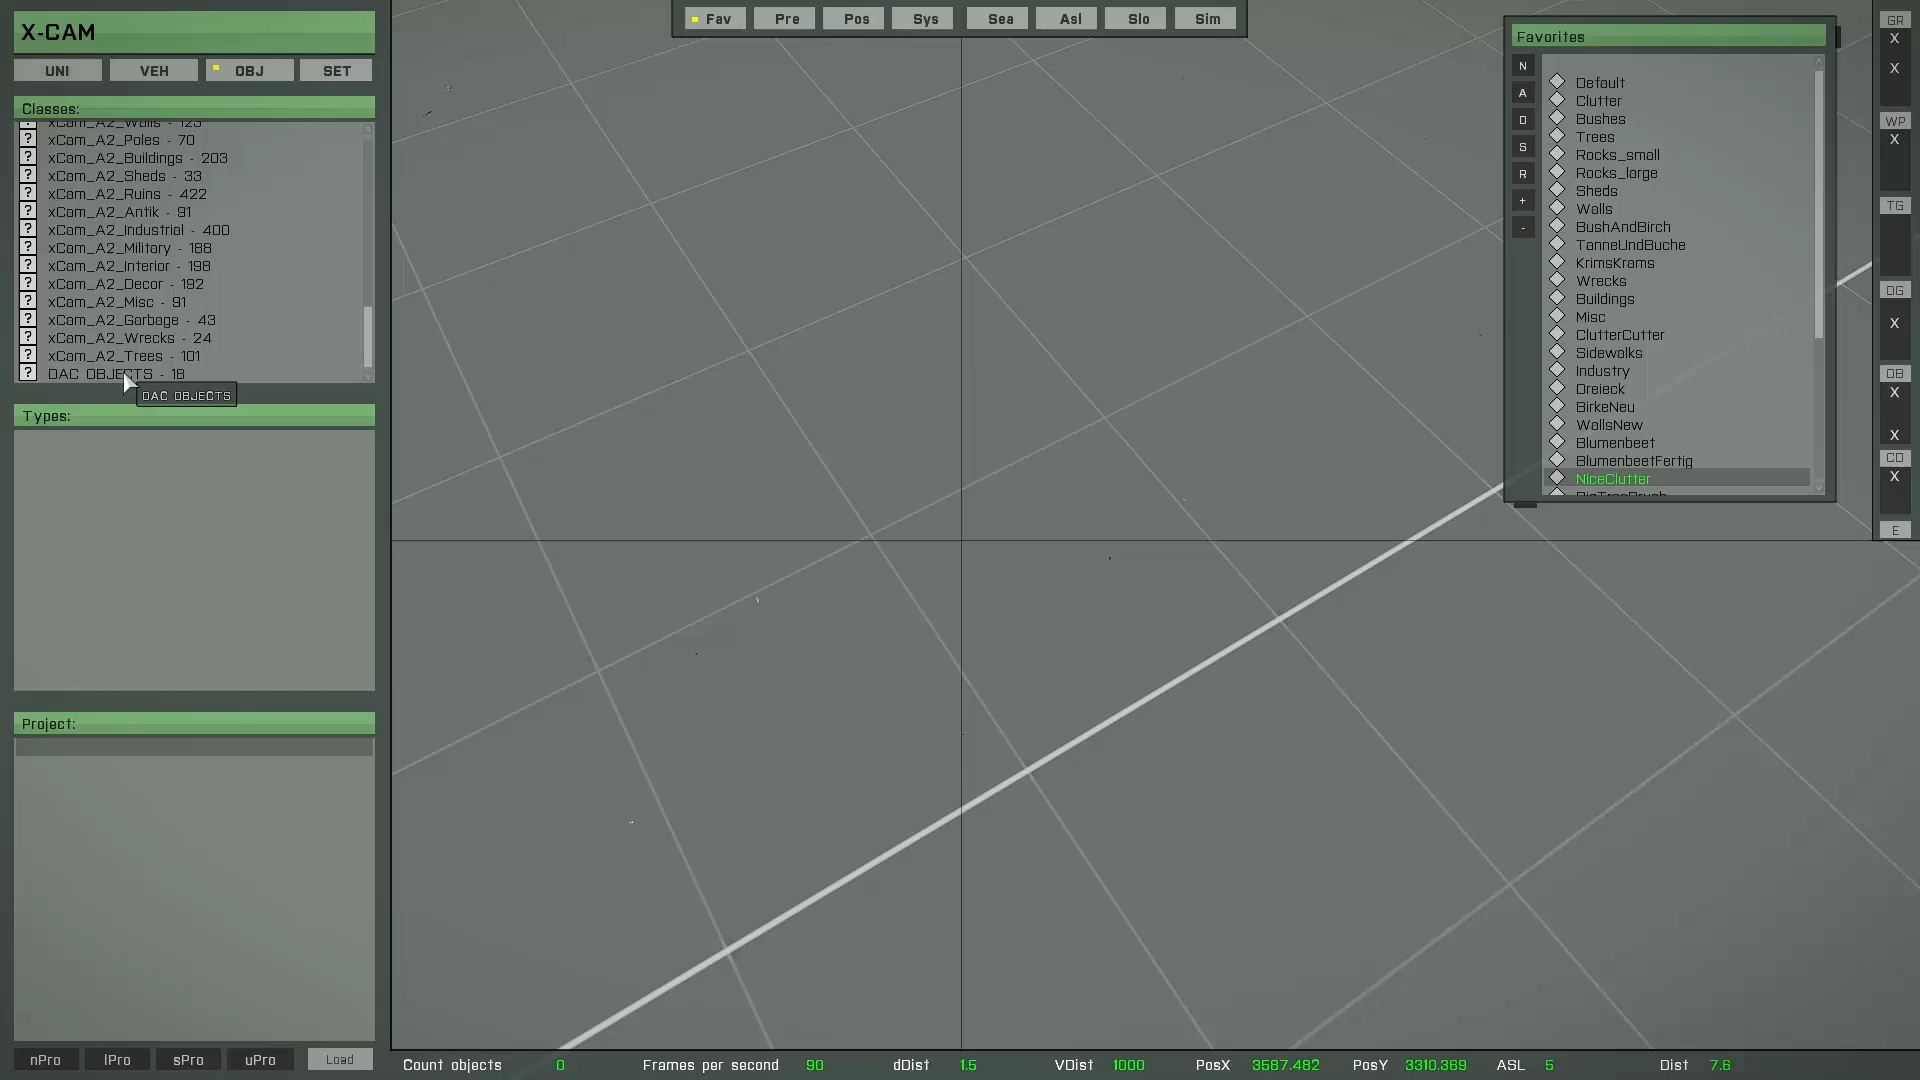 X-CAM
UNI VEH OBJ SET
Classes:
xCam_A2_Walls - 123
xCam_A2_Poles - 70
xCam_A2_Buildings - 203
xCam_A2_Sheds - 33
xCam_A2_Ruins - 422
xCam_A2_Antik - 91
xCam_A2_Industrial - 400
xCam_A2_Military - 188
xCam_A2_Interior - 198
xCam_A2_Decor - 192
xCam_A2_Misc - 91
xCam_A2_Garbage - 43
xCam_A2_Wrecks - 24
xCam_A2_Trees - 101
DAC OBJECTS - 18
DAC OBJECTS
Types:
Project:
nPro lPro sPro uPro Load
Fav Pre Pos Sys Sea Asl Slo Sim
Favorites
N
A
D
S
R
+
-
Default
Clutter
Bushes
Trees
Rocks_small
Rocks_large
Sheds
Walls
BushAndBirch
TanneUndBuche
KrimsKrams
Wrecks
Buildings
Misc
ClutterCutter
Sidewalks
Industry
Dreieck
BirkeNeu
WallsNew
Blumenbeet
BlumenbeetFertig
NiceClutter
BigTreeBrush
GR
X
X
WP
X
TG
OG
X
OB
X
X
CO
X
E
Count objects 0 Frames per second 90 dDist 1.5 VDist 1000 PosX 3587.482 PosY 3310.369 ASL 5 Dist 7.6